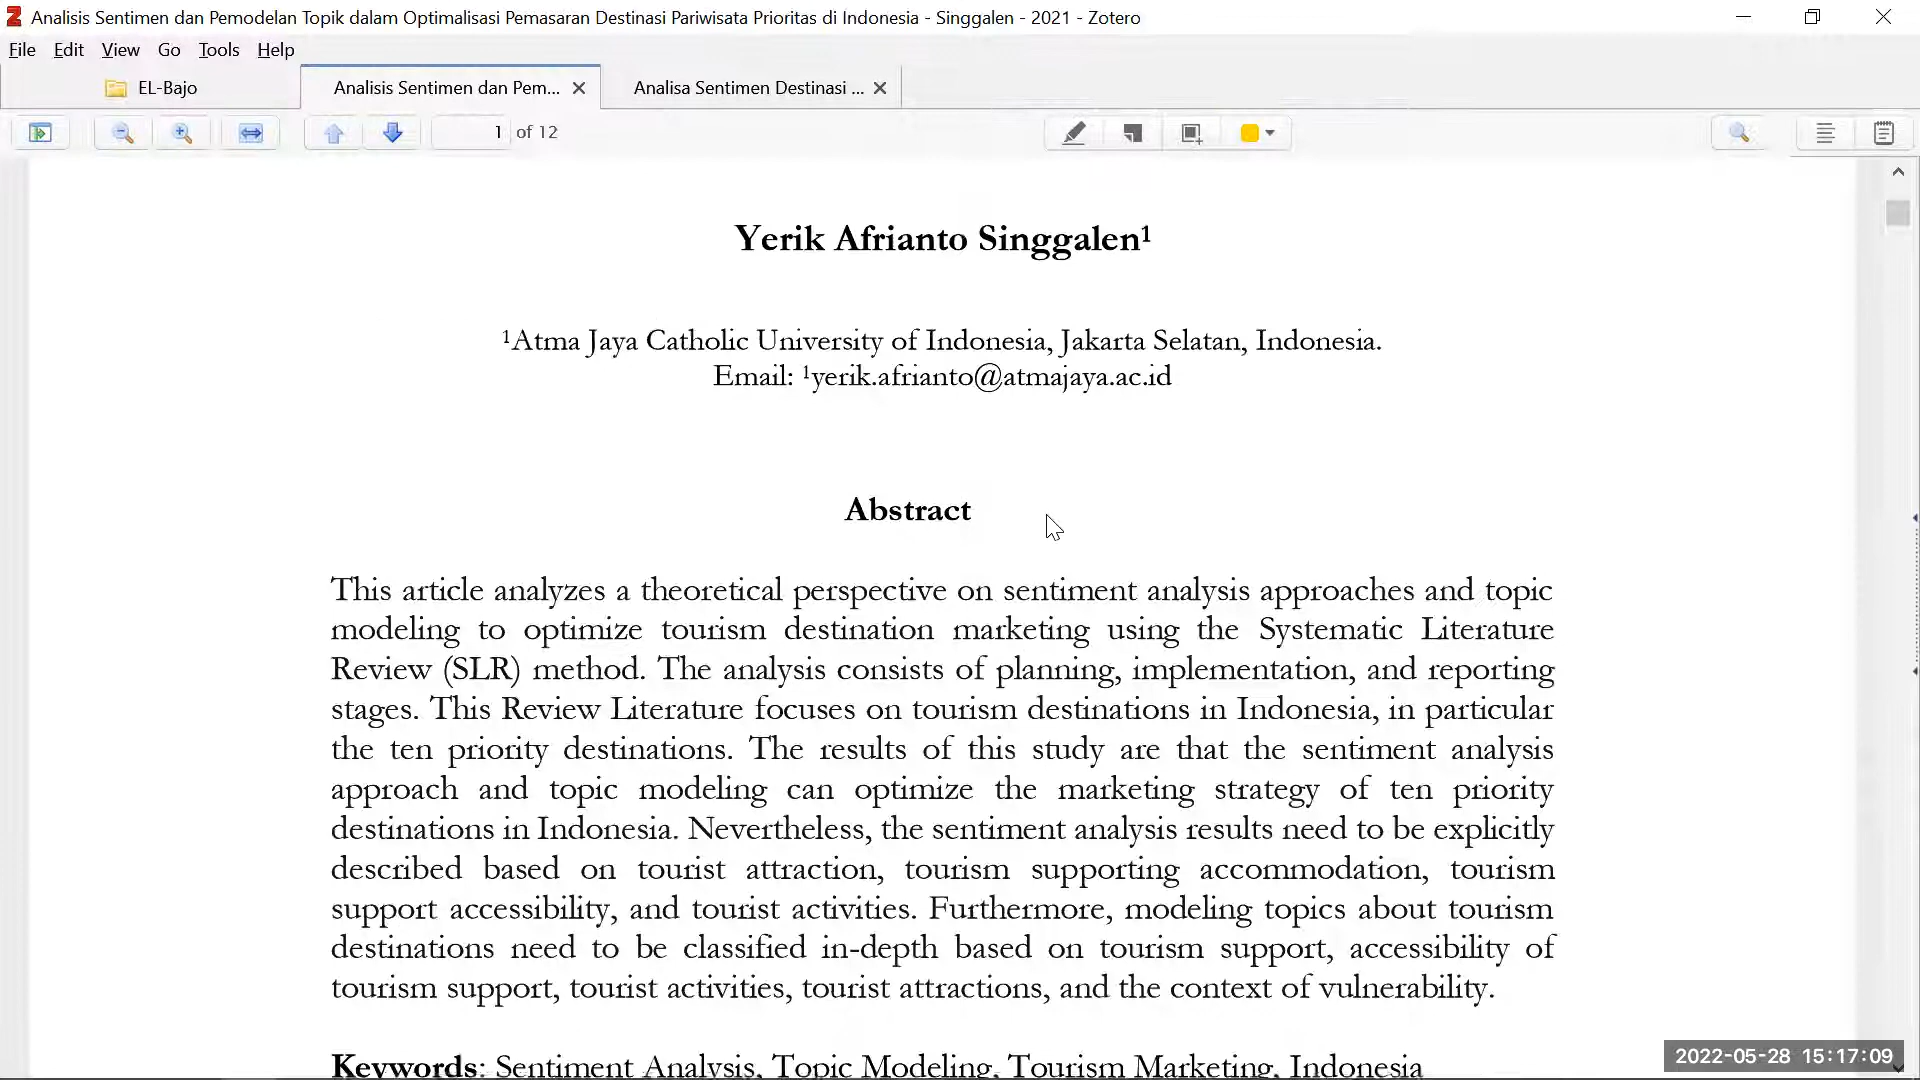 Analisis Sentimen dan Pemodelan Topik dalam Optimalisasi Pemasaran Destinasi Pariwisata Prioritas di Indonesia - Singgalen - 2021 - Zotero
File Edit View Go Tools Help
EL-Bajo
Analisis Sentimen dan Pem...
Analisa Sentimen Destinasi ...
1 of 12
Yerik Afrianto Singgalen¹
¹Atma Jaya Catholic University of Indonesia, Jakarta Selatan, Indonesia.
Email: ¹yerik.afrianto@atmajaya.ac.id
Abstract
This article analyzes a theoretical perspective on sentiment analysis approaches and topic
modeling to optimize tourism destination marketing using the Systematic Literature
Review (SLR) method. The analysis consists of planning, implementation, and reporting
stages. This Review Literature focuses on tourism destinations in Indonesia, in particular
the ten priority destinations. The results of this study are that the sentiment analysis
approach and topic modeling can optimize the marketing strategy of ten priority
destinations in Indonesia. Nevertheless, the sentiment analysis results need to be explicitly
described based on tourist attraction, tourism supporting accommodation, tourism
support accessibility, and tourist activities. Furthermore, modeling topics about tourism
destinations need to be classified in-depth based on tourism support, accessibility of
tourism support, tourist activities, tourist attractions, and the context of vulnerability.
Keywords: Sentiment Analysis, Topic Modeling, Tourism Marketing, Indonesia
2022-05-28 15:17:09